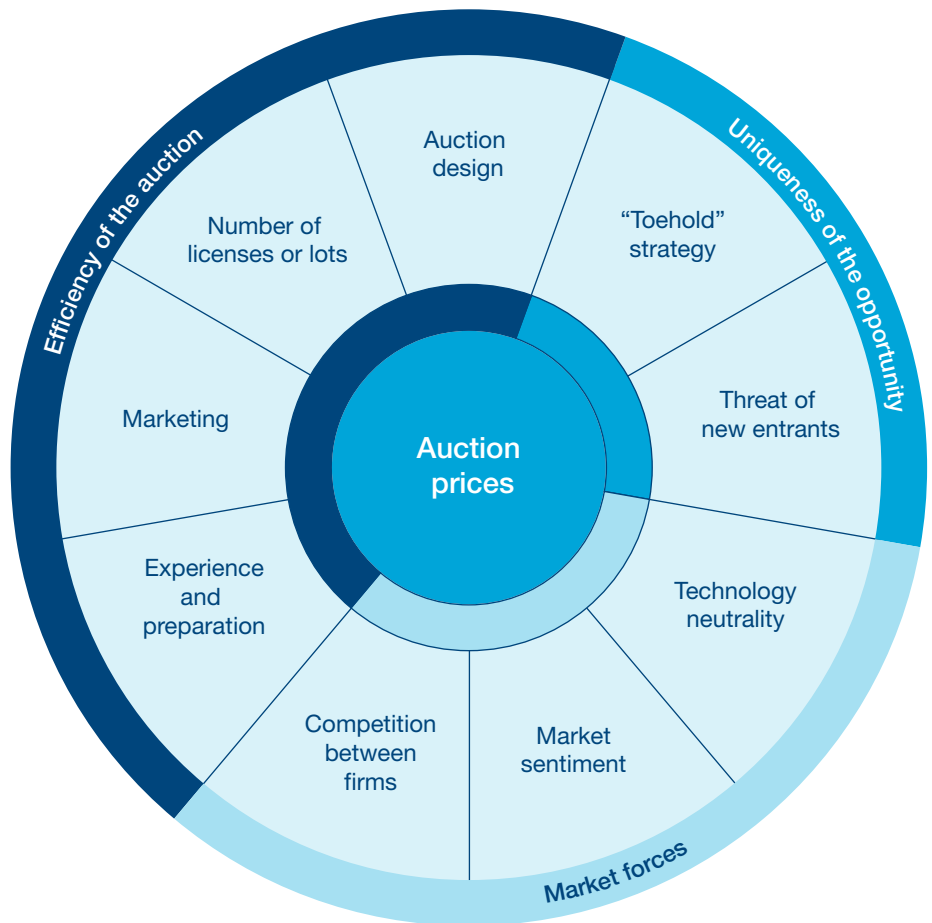 Efficiency of the auction
Uniqueness of the opportunity
Market forces
Auction
design
“Toehold”
strategy
Threat of
new entrants
Technology
neutrality
Market
sentiment
Competition
between
firms
Experience
and
preparation
Marketing
Number of
licenses or lots
Auction
prices